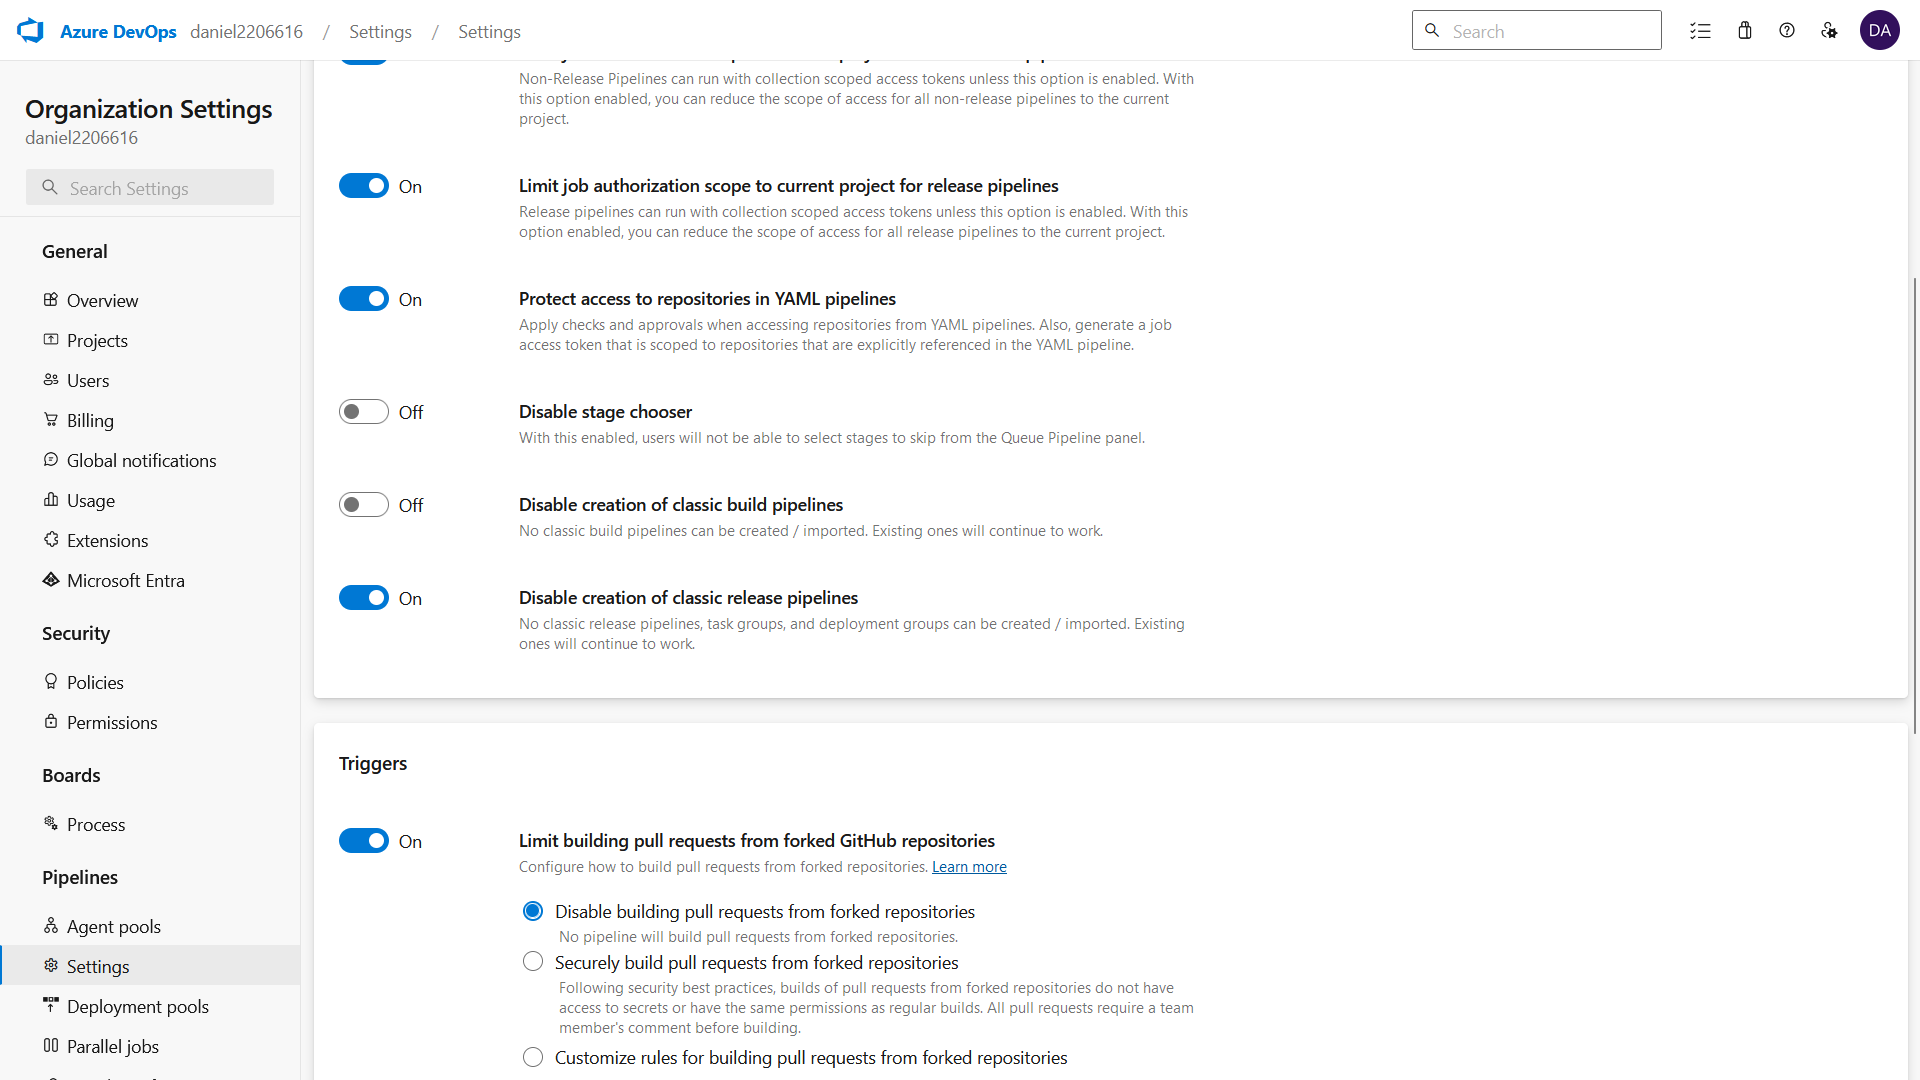 Azure DevOps daniel2206616 / Settings / Settings
Search
DA
Organization Settings
daniel2206616
Search Settings
General
Overview
Projects
Users
Billing
Global notifications
Usage
Extensions
Microsoft Entra
Security
Policies
Permissions
Boards
Process
Pipelines
Agent pools
Settings
Deployment pools
Parallel jobs
Non-Release Pipelines can run with collection scoped access tokens unless this option is enabled. With
this option enabled, you can reduce the scope of access for all non-release pipelines to the current
project.
On
Limit job authorization scope to current project for release pipelines
Release pipelines can run with collection scoped access tokens unless this option is enabled. With this
option enabled, you can reduce the scope of access for all release pipelines to the current project.
On
Protect access to repositories in YAML pipelines
Apply checks and approvals when accessing repositories from YAML pipelines. Also, generate a job
access token that is scoped to repositories that are explicitly referenced in the YAML pipeline.
Off
Disable stage chooser
With this enabled, users will not be able to select stages to skip from the Queue Pipeline panel.
Off
Disable creation of classic build pipelines
No classic build pipelines can be created / imported. Existing ones will continue to work.
On
Disable creation of classic release pipelines
No classic release pipelines, task groups, and deployment groups can be created / imported. Existing
ones will continue to work.
Triggers
On
Limit building pull requests from forked GitHub repositories
Configure how to build pull requests from forked repositories. Learn more
Disable building pull requests from forked repositories
No pipeline will build pull requests from forked repositories.
Securely build pull requests from forked repositories
Following security best practices, builds of pull requests from forked repositories do not have
access to secrets or have the same permissions as regular builds. All pull requests require a team
member's comment before building.
Customize rules for building pull requests from forked repositories